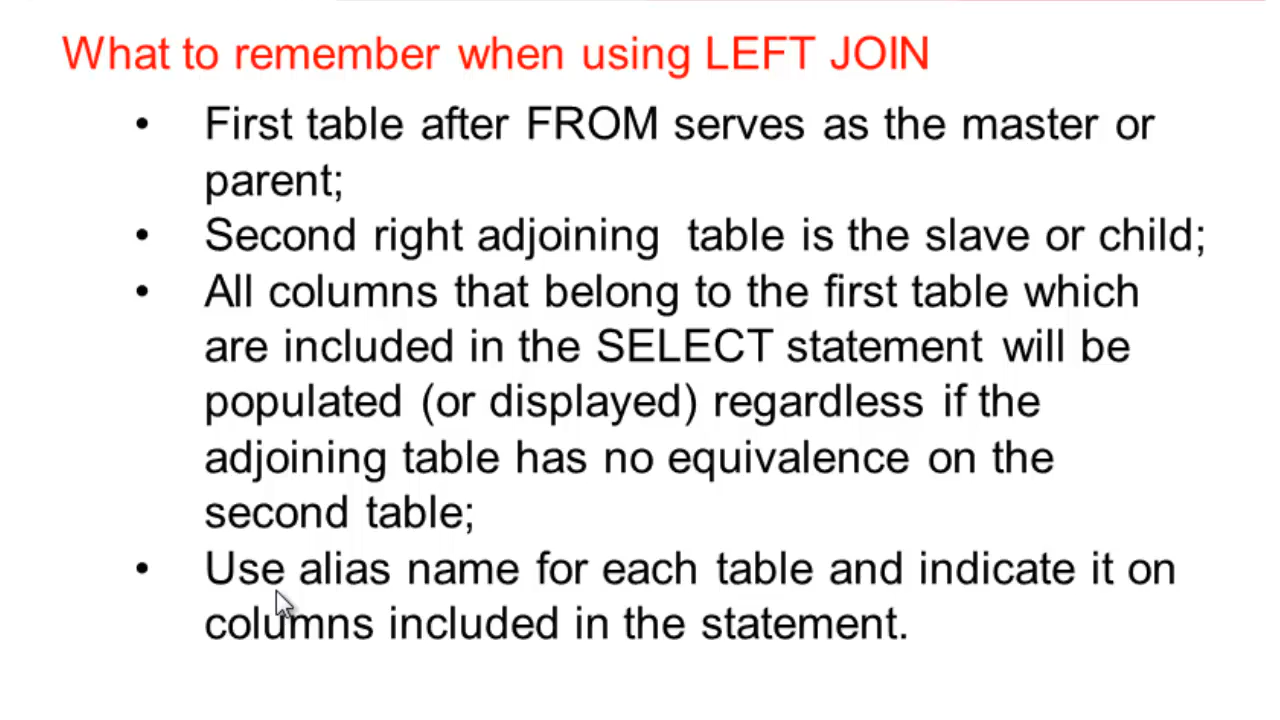 What to remember when using LEFT JOIN
• First table after FROM serves as the master or
parent;
• Second right adjoining table is the slave or child;
• All columns that belong to the first table which
are included in the SELECT statement will be
populated (or displayed) regardless if the
adjoining table has no equivalence on the
second table;
• Use alias name for each table and indicate it on
columns included in the statement.